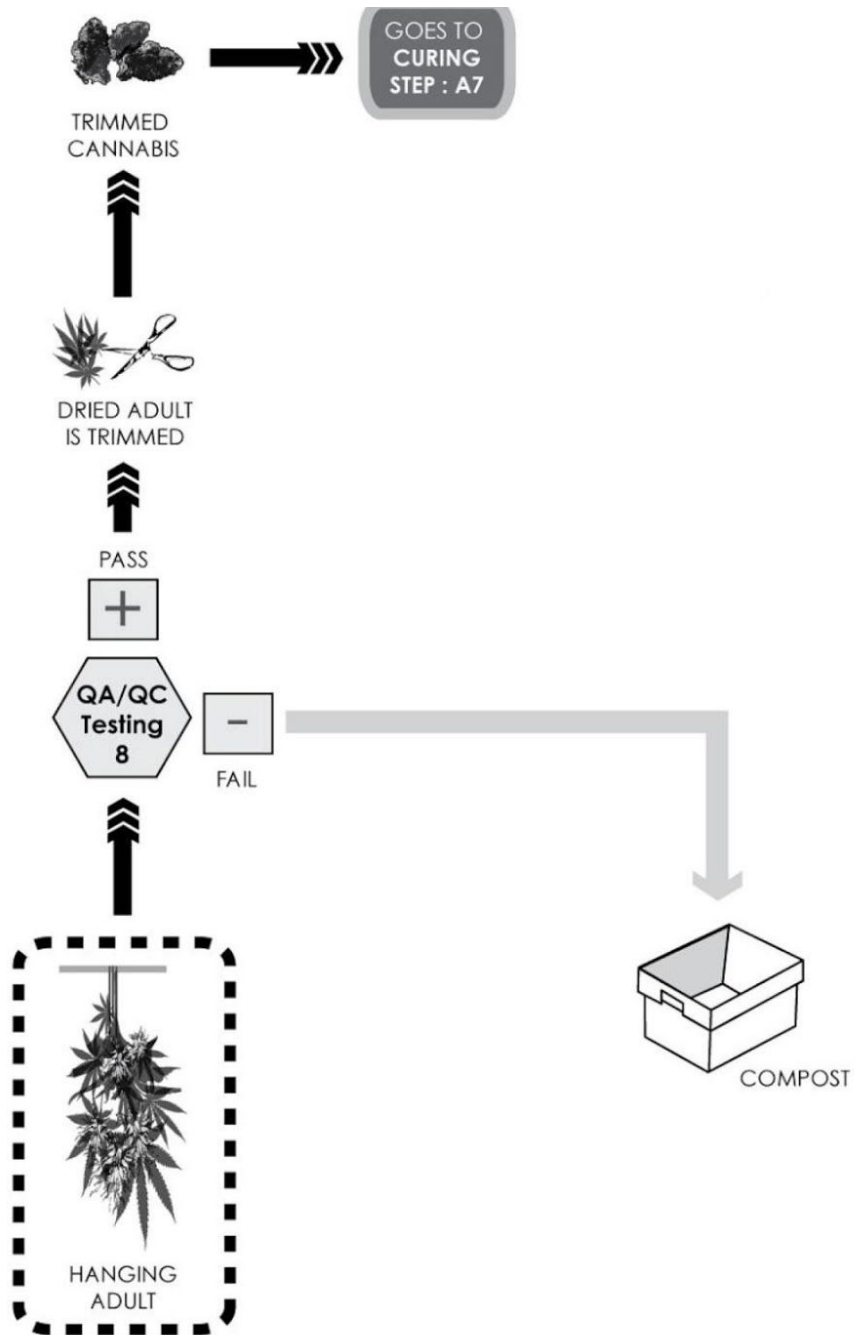 GOES TO
CURING
STEP : A7
TRIMMED
CANNABIS
DRIED ADULT
IS TRIMMED
PASS
+
QA/QC
Testing
8
-
FAIL
COMPOST
HANGING
ADULT